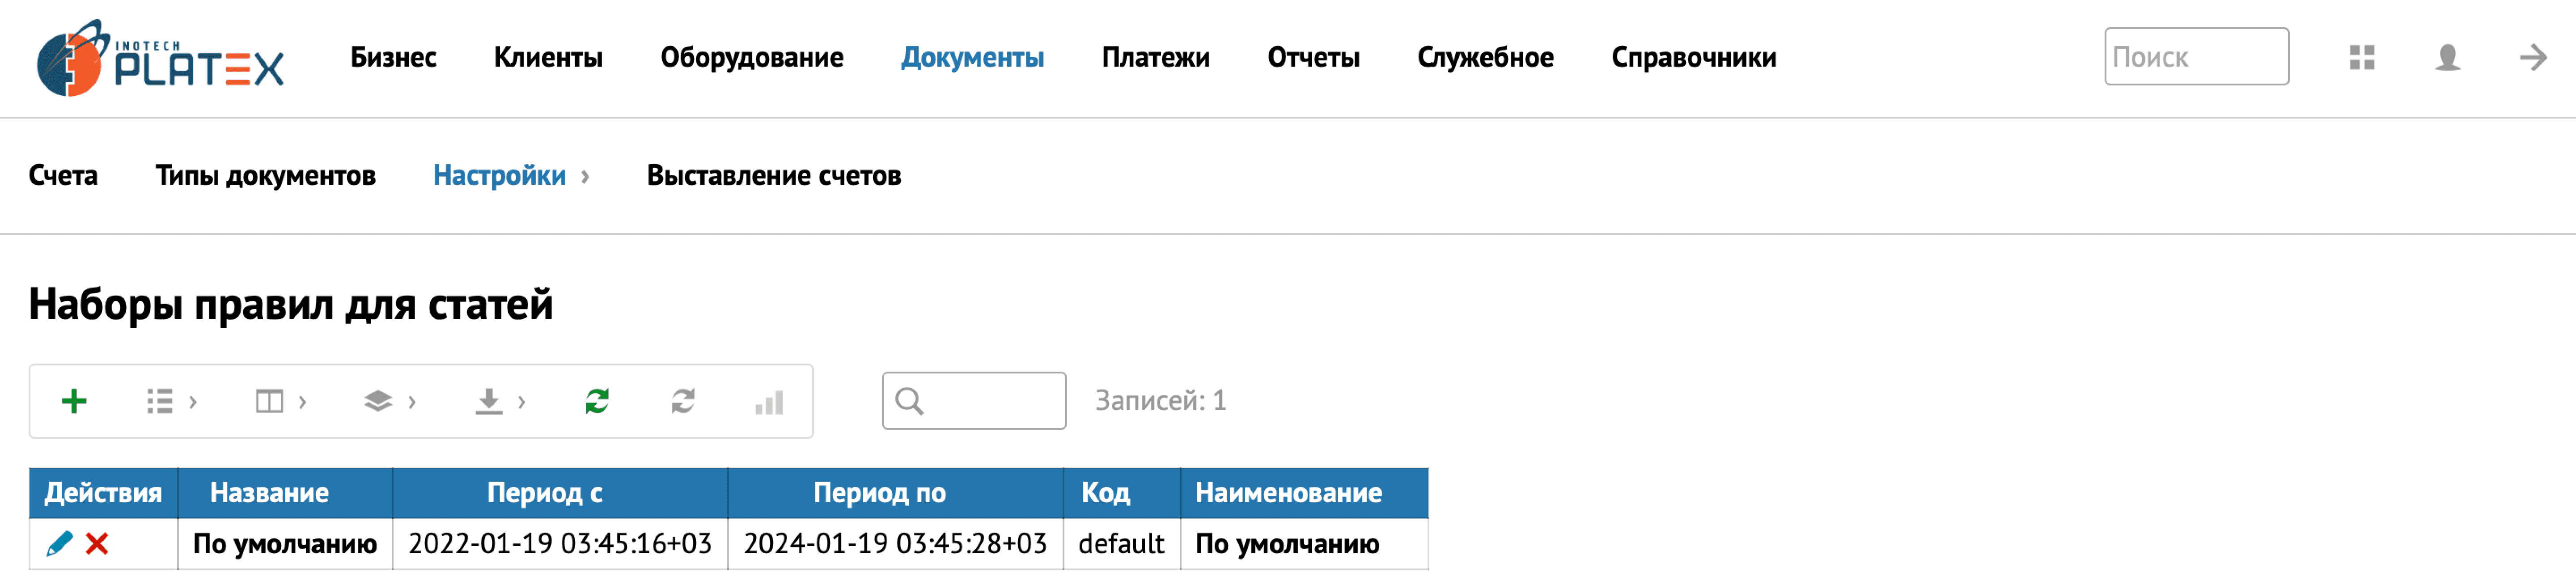 INOTECH
PLATEX
Бизнес Клиенты Оборудование Документы Платежи Отчеты Служебное Справочники Поиск
Счета Типы документов Настройки › Выставление счетов
Наборы правил для статей
Записей: 1
Действия Название Период с Период по Код Наименование
По умолчанию 2022-01-19 03:45:16+03 2024-01-19 03:45:28+03 default По умолчанию